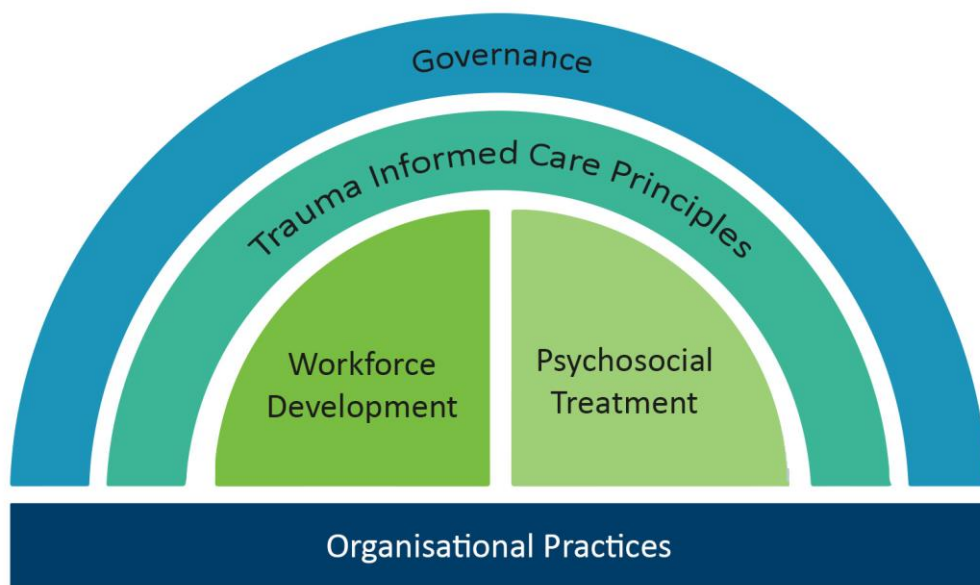 Governance
Trauma Informed Care Principles
Workforce
Development
Psychosocial
Treatment
Organisational Practices